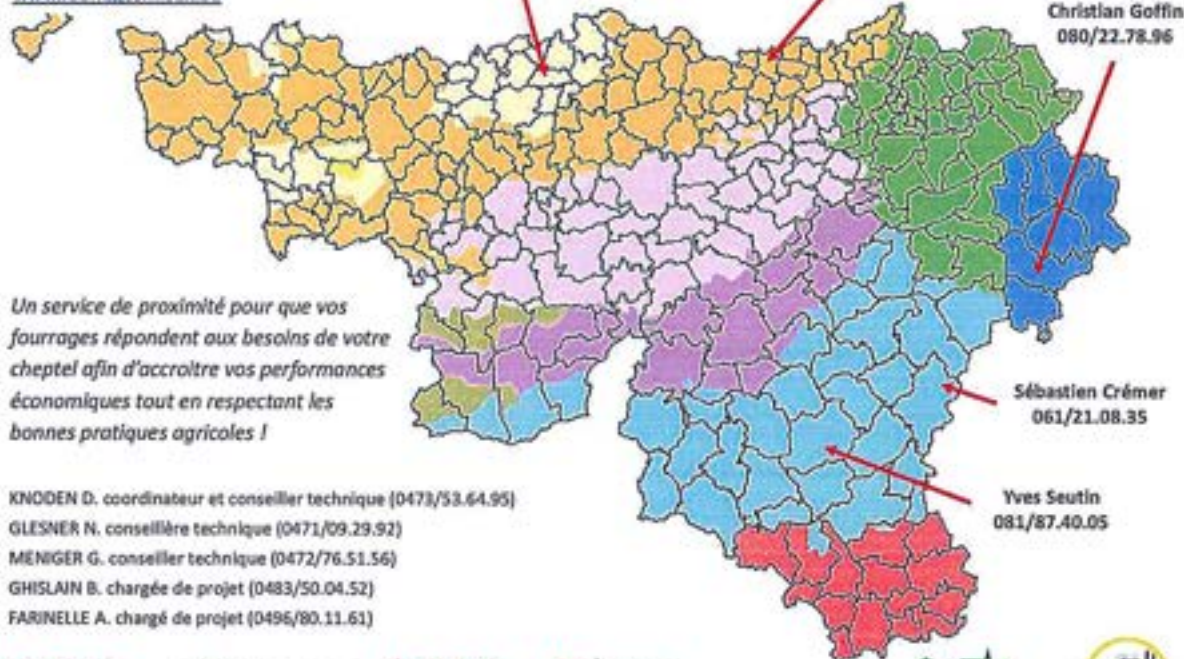 Christian Goffin
080/22.78.96
Un service de proximité pour que vos
fourrages répondent aux besoins de votre
cheptel afin d'accroitre vos performances
économiques tout en respectant les
bonnes pratiques agricoles !
Sébastien Crémer
061/21.08.35
Yves Seutin
081/87.40.05
KNODEN D. coordinateur et conseiller technique (0473/53.64.95)
GLESNER N. conseillère technique (0471/09.29.92)
MENIGER G. conseiller technique (0472/76.51.56)
GHISLAIN B. chargée de projet (0483/50.04.52)
FARINELLE A. chargé de projet (0496/80.11.61)